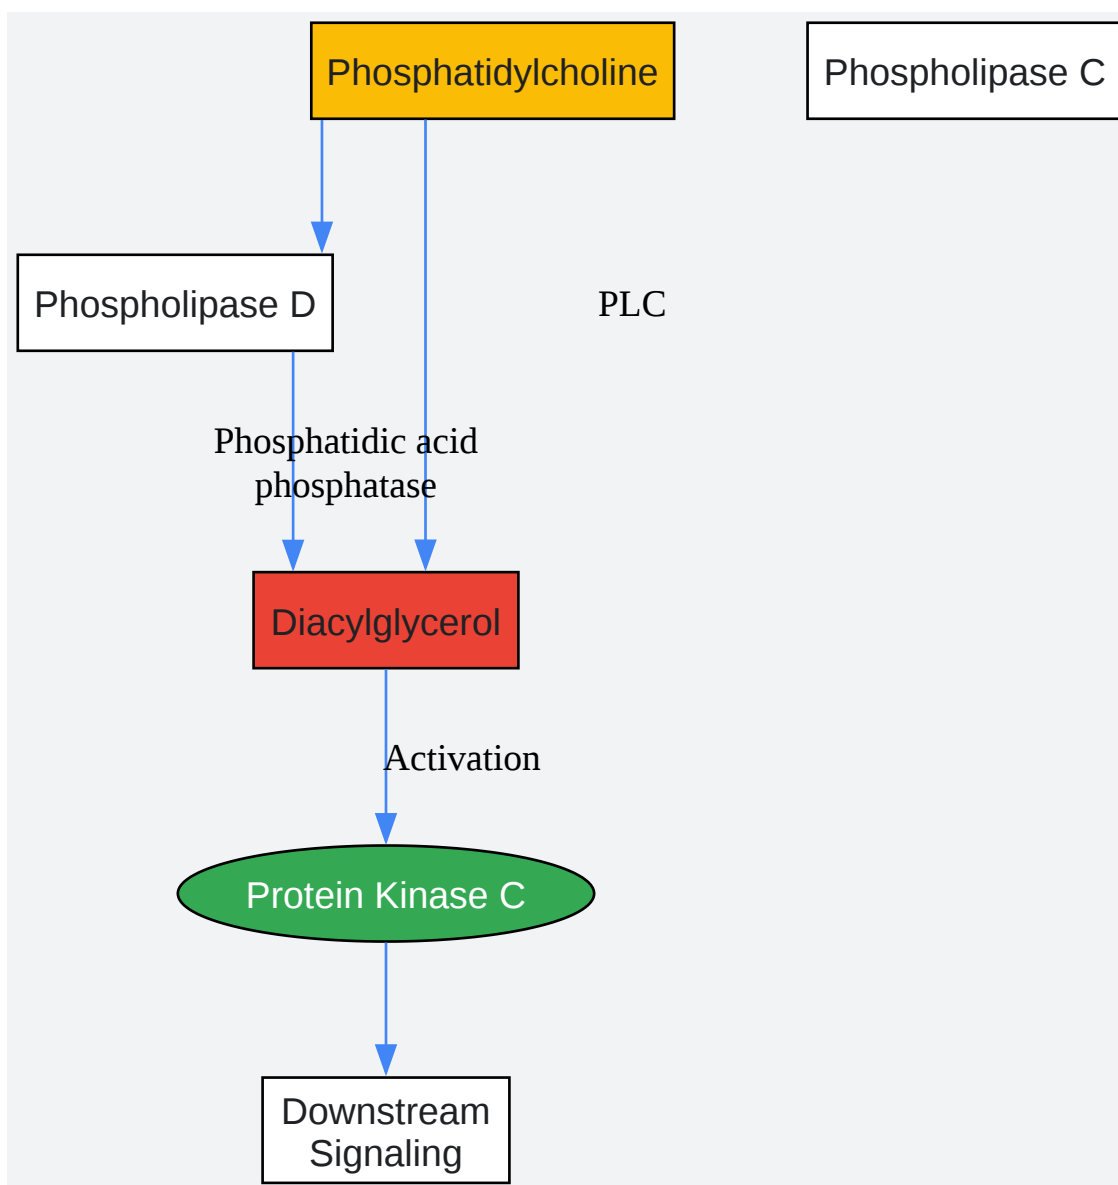 Phosphatidylcholine
Phospholipase C
Phospholipase D
PLC
Phosphatidic acid
phosphatase
Diacylglycerol
Activation
Protein Kinase C
Downstream
Signaling